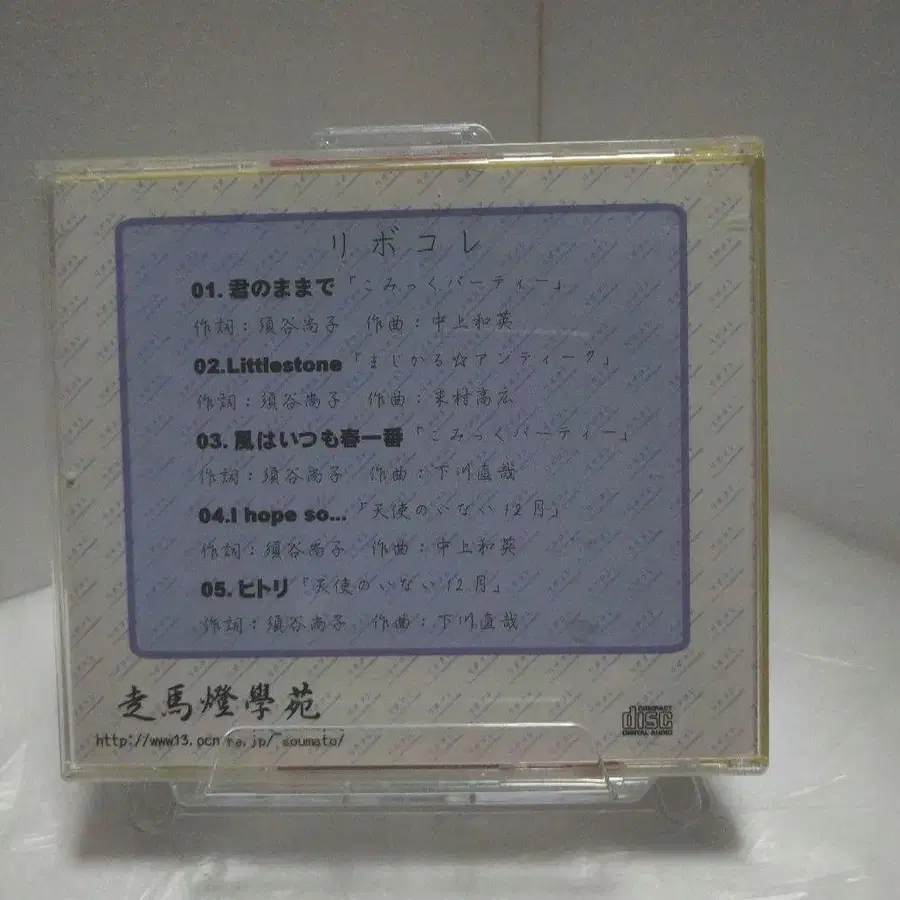 リボコレ
01.君のままで「こみっくパーティー」
作詞：須谷尚子 作曲：中上和英
02.Littlestone「まじかる☆アンティーク」
作詞：須谷尚子 作曲：米村高広
03.風はいつも春一番「こみっくパーティー」
作詞：須谷尚子 作曲：下川直哉
04.I hope so...「天使のいない12月」
作詞：須谷尚子 作曲：中上和英
05.ヒトリ「天使のいない12月」
作詞：須谷尚子 作曲：下川直哉
走馬燈學苑
COMPACT
disc
DIGITAL AUDIO
http://www13.ocn.ne.jp/~soumato/